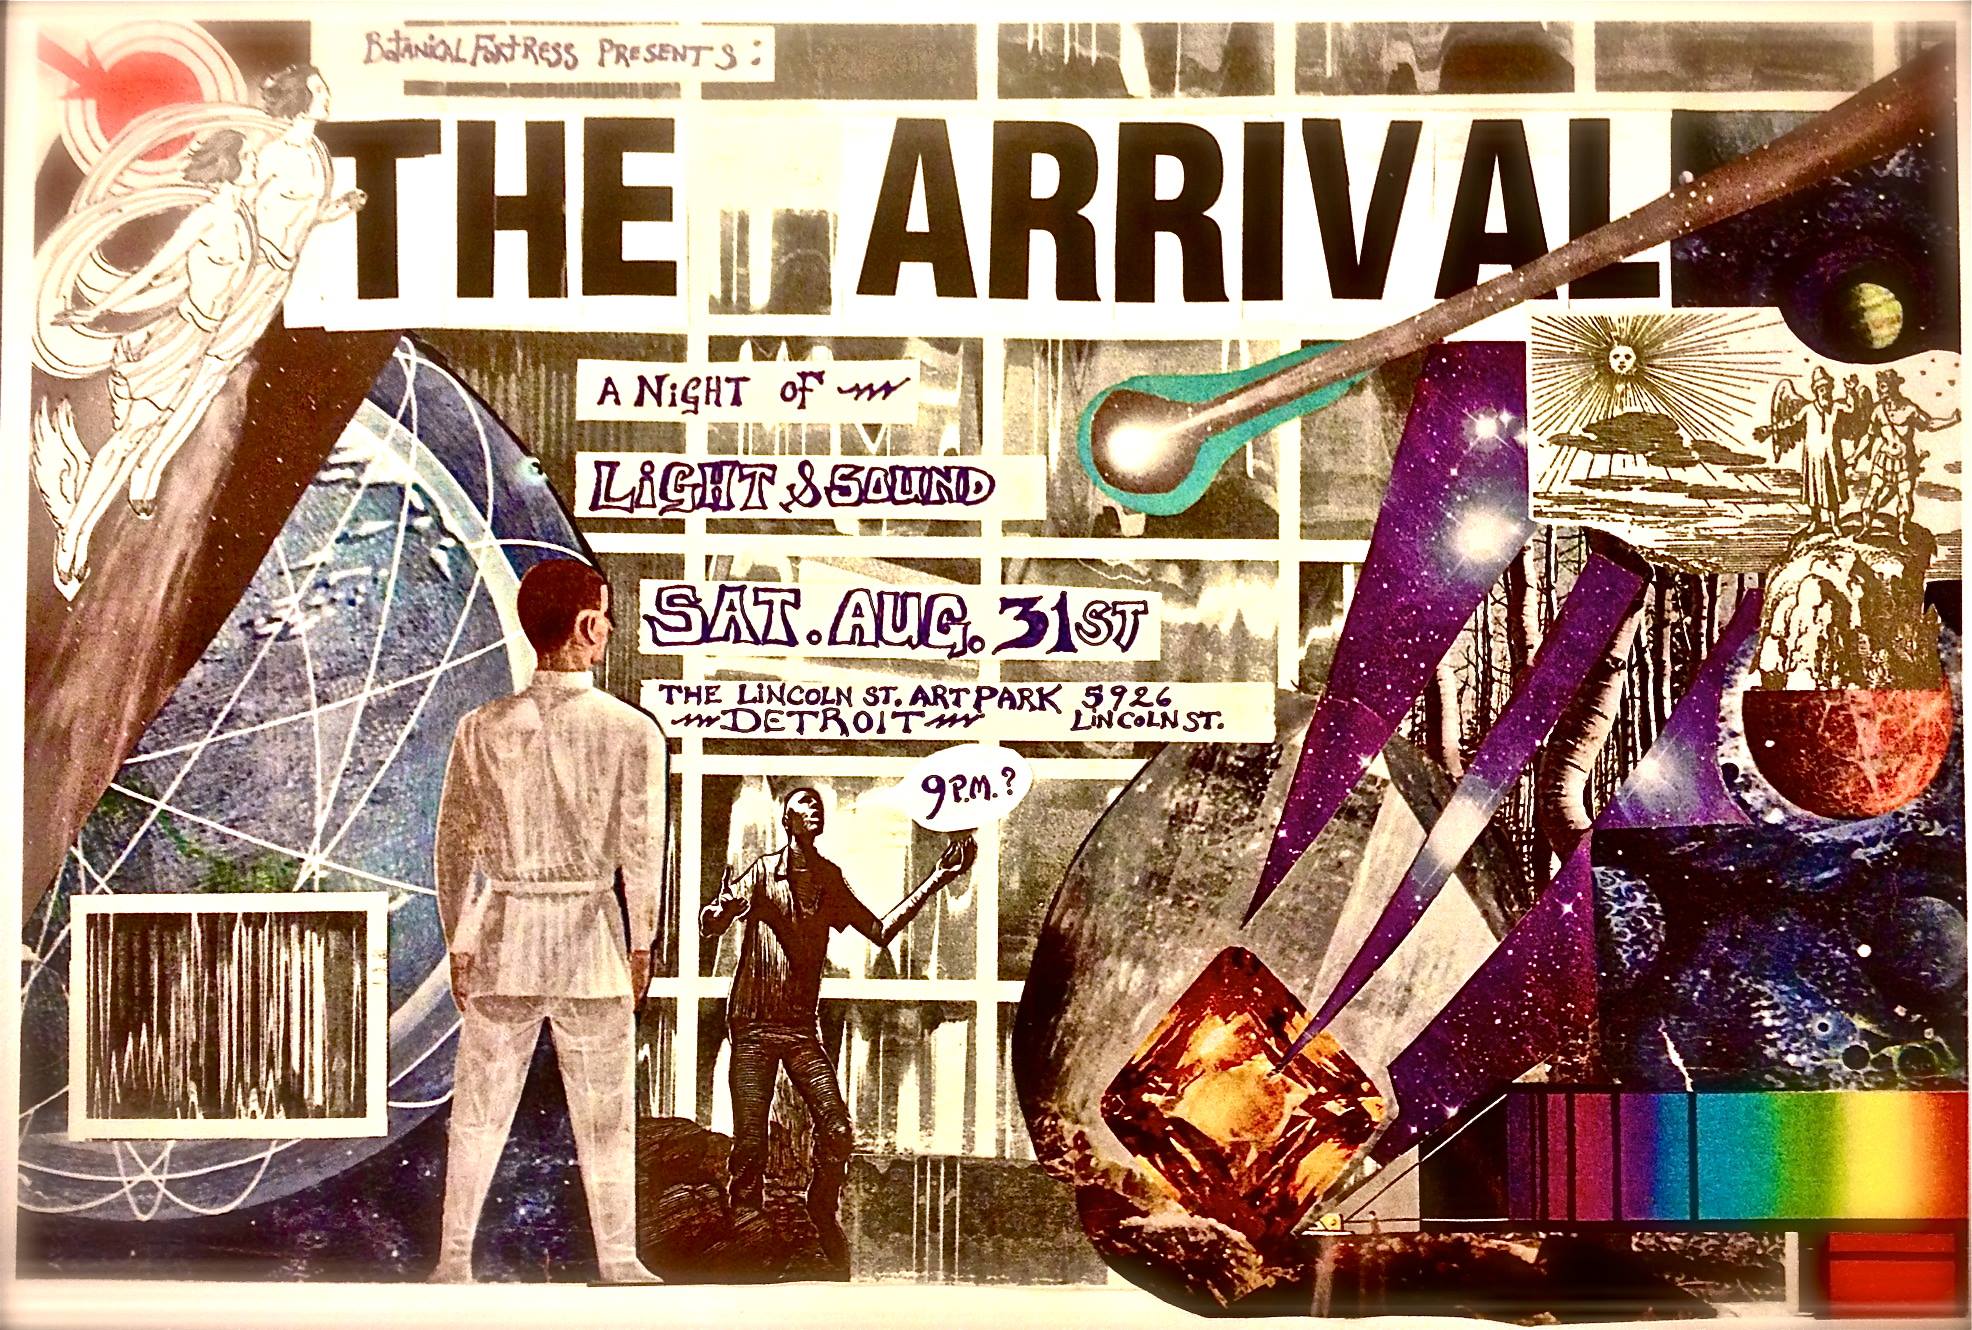 Botanical Fortress Presents:
THE ARRIVAL
A Night of
Light & Sound
SAT. AUG. 31ST
THE LINCOLN ST. ART PARK 5926
DETROIT LINCOLN ST.
9 P.M.?